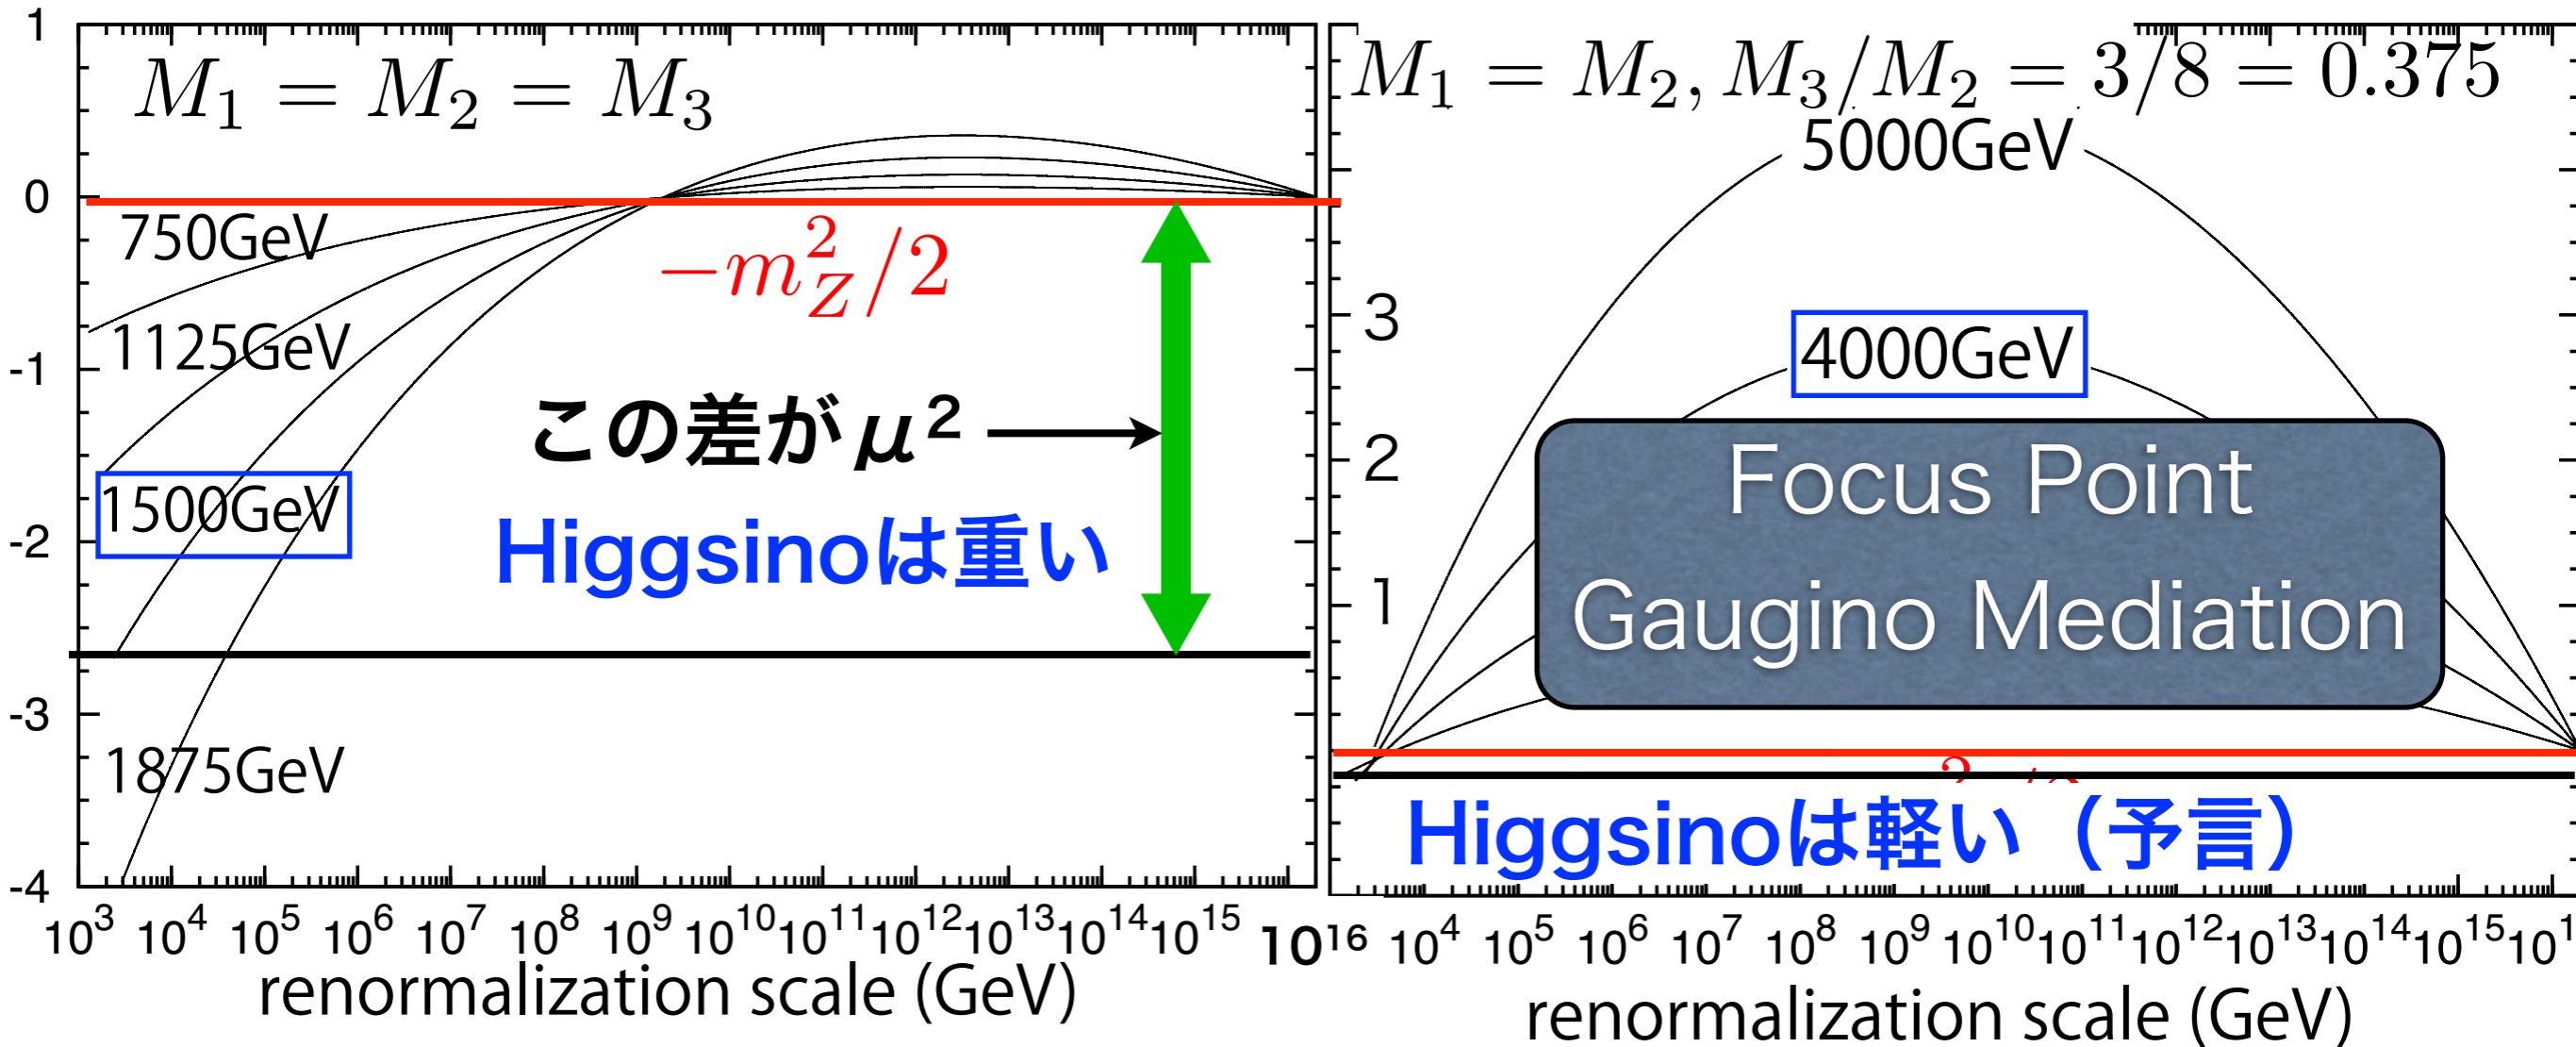 M₁ = M₂ = M₃
1
0
-1
-2
-3
-4
750GeV
1125GeV
1500GeV
1875GeV
−m²_Z/2
この差がμ²
Higgsinoは重い
10³ 10⁴ 10⁵ 10⁶ 10⁷ 10⁸ 10⁹ 10¹⁰ 10¹¹ 10¹² 10¹³ 10¹⁴ 10¹⁵ 10¹⁶
renormalization scale (GeV)
M₁ = M₂, M₃/M₂ = 3/8 = 0.375
5000GeV
4000GeV
3
2
1
Focus Point
Gaugino Mediation
Higgsinoは軽い（予言）
10⁴ 10⁵ 10⁶ 10⁷ 10⁸ 10⁹ 10¹⁰ 10¹¹ 10¹² 10¹³ 10¹⁴ 10¹⁵
renormalization scale (GeV)